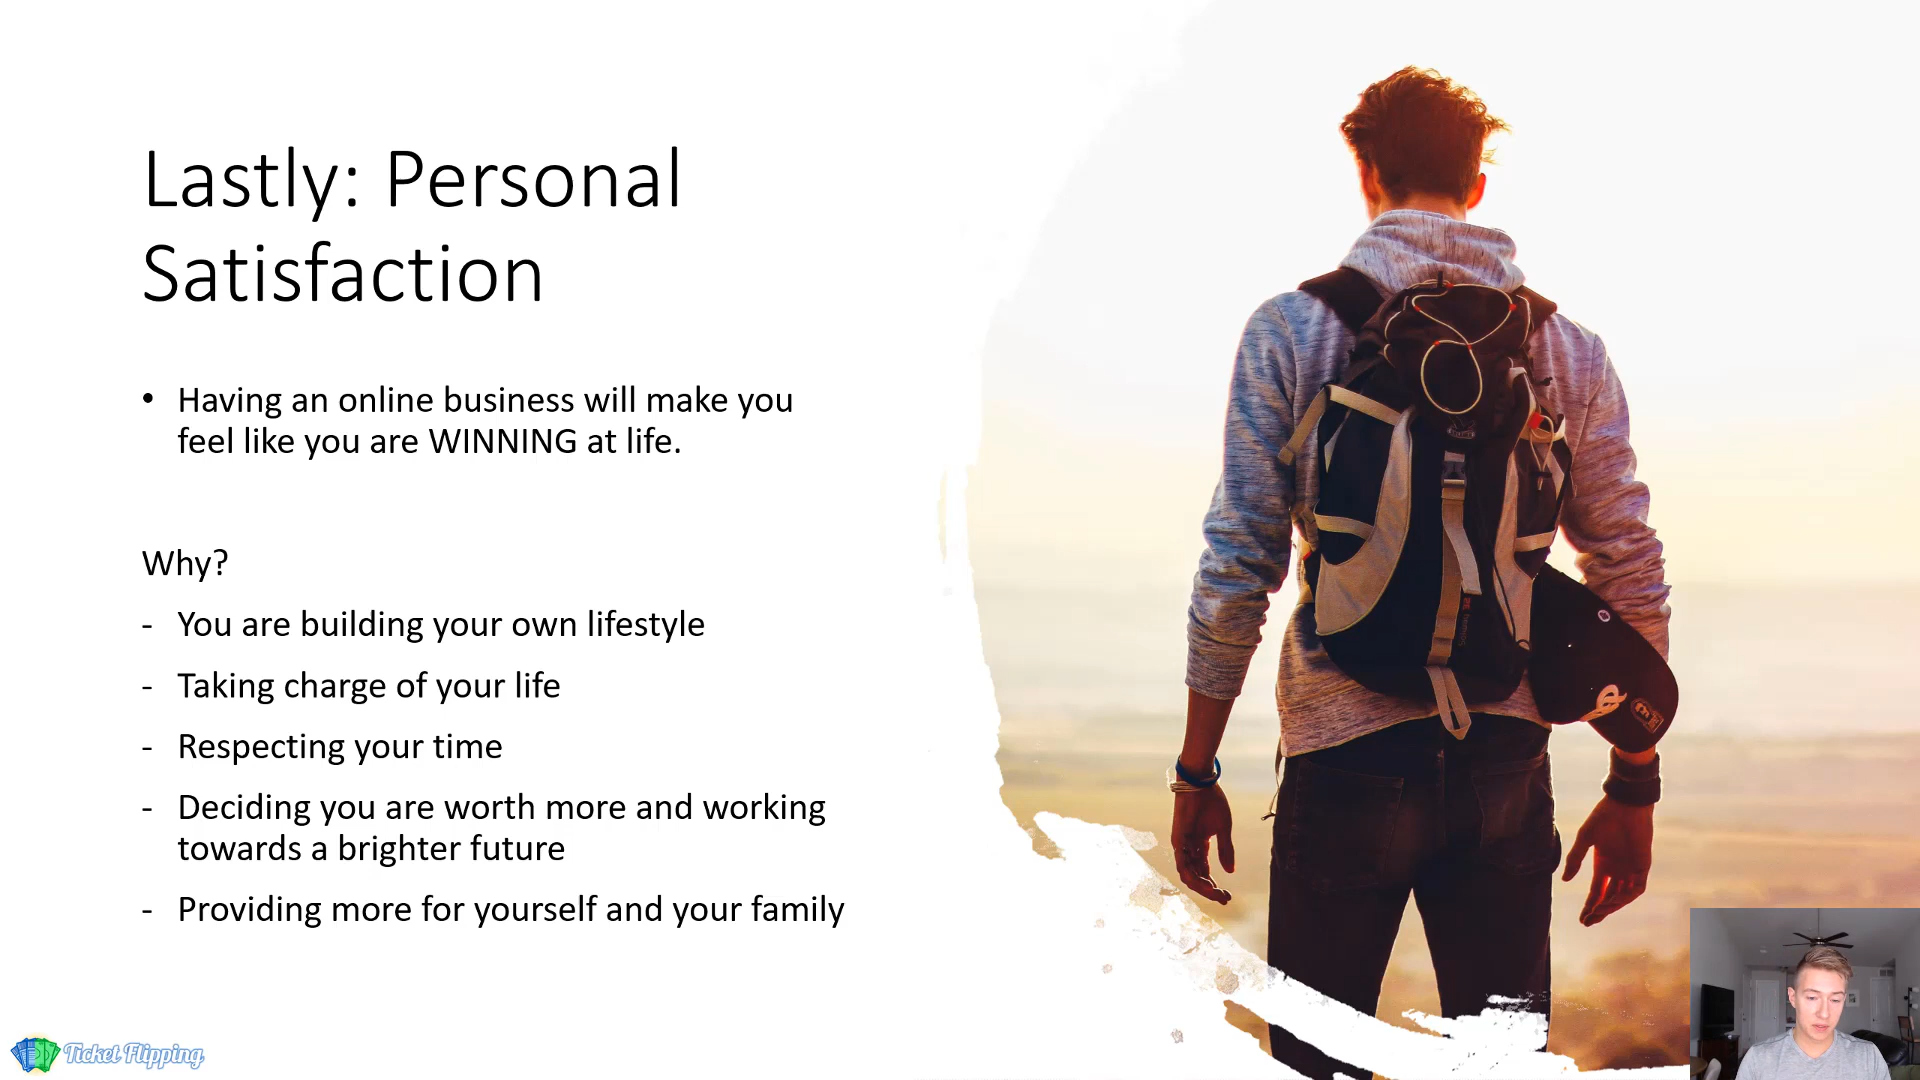 Lastly: Personal
Satisfaction
• Having an online business will make you
feel like you are WINNING at life.
Why?
- You are building your own lifestyle
- Taking charge of your life
- Respecting your time
- Deciding you are worth more and working
towards a brighter future
- Providing more for yourself and your family
Ticket Flipping